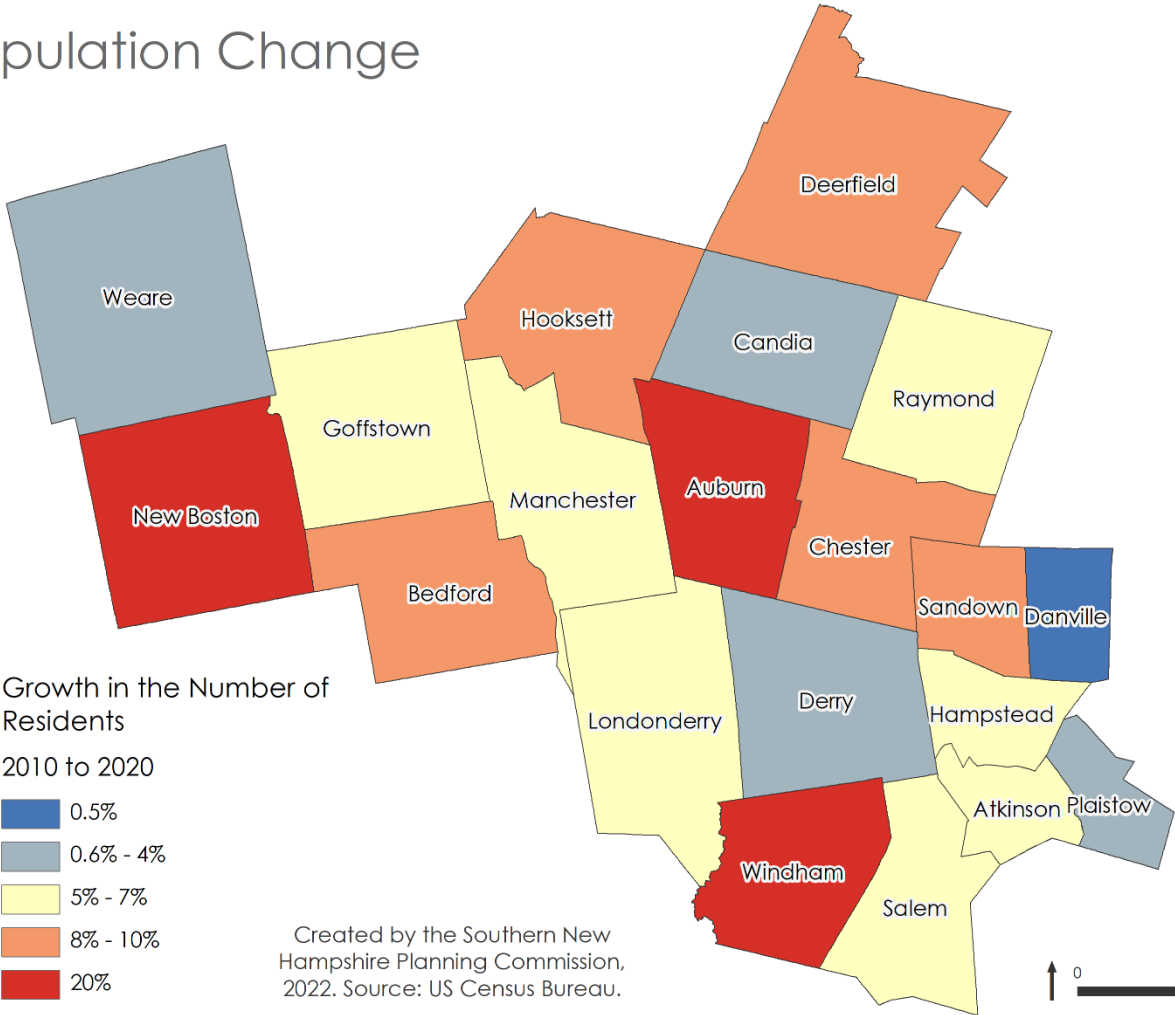 pulation Change
Deerfield
Weare
Hooksett
Candia
Raymond
Goffstown
Manchester
Auburn
New Boston
Chester
Bedford
Sandown
Danville
Growth in the Number of
Residents
2010 to 2020
0.5%
0.6% - 4%
5% - 7%
8% - 10%
20%
Derry
Hampstead
Londonderry
Atkinson
Plaistow
Windham
Salem
Created by the Southern New
Hampshire Planning Commission,
2022. Source: US Census Bureau.
0